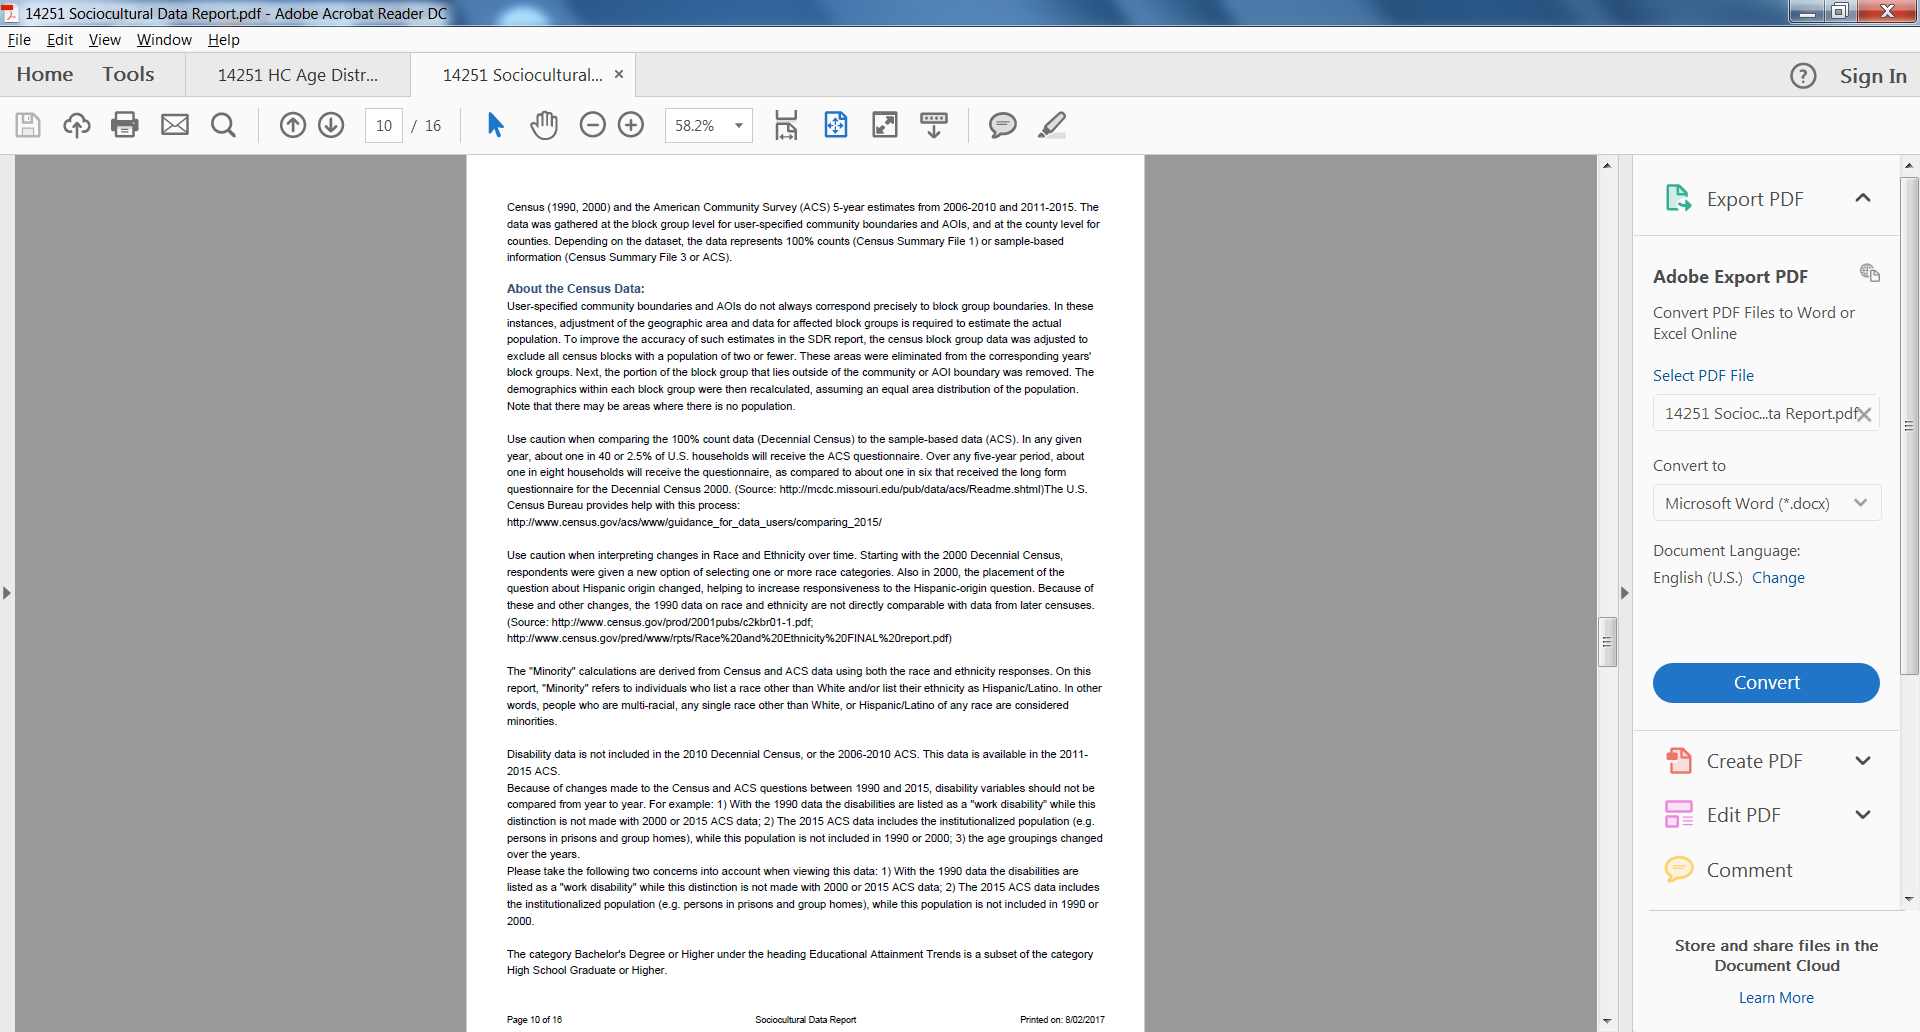 14251 Sociocultural Data Report.pdf - Adobe Acrobat Reader DC
File Edit View Window Help
Home Tools 14251 HC Age Distr... 14251 Sociocultural... × ? Sign In
10 / 16 58.2%
Census (1990, 2000) and the American Community Survey (ACS) 5-year estimates from 2006-2010 and 2011-2015. The
data was gathered at the block group level for user-specified community boundaries and AOIs, and at the county level for
counties. Depending on the dataset, the data represents 100% counts (Census Summary File 1) or sample-based
information (Census Summary File 3 or ACS).
About the Census Data:
User-specified community boundaries and AOIs do not always correspond precisely to block group boundaries. In these
instances, adjustment of the geographic area and data for affected block groups is required to estimate the actual
population. To improve the accuracy of such estimates in the SDR report, the census block group data was adjusted to
exclude all census blocks with a population of two or fewer. These areas were eliminated from the corresponding years'
block groups. Next, the portion of the block group that lies outside of the community or AOI boundary was removed. The
demographics within each block group were then recalculated, assuming an equal area distribution of the population.
Note that there may be areas where there is no population.
Use caution when comparing the 100% count data (Decennial Census) to the sample-based data (ACS). In any given
year, about one in 40 or 2.5% of U.S. households will receive the ACS questionnaire. Over any five-year period, about
one in eight households will receive the questionnaire, as compared to about one in six that received the long form
questionnaire for the Decennial Census 2000. (Source: http://mcdc.missouri.edu/pub/data/acs/Readme.shtml)The U.S.
Census Bureau provides help with this process:
http://www.census.gov/acs/www/guidance_for_data_users/comparing_2015/
Use caution when interpreting changes in Race and Ethnicity over time. Starting with the 2000 Decennial Census,
respondents were given a new option of selecting one or more race categories. Also in 2000, the placement of the
question about Hispanic origin changed, helping to increase responsiveness to the Hispanic-origin question. Because of
these and other changes, the 1990 data on race and ethnicity are not directly comparable with data from later censuses.
(Source: http://www.census.gov/prod/2001pubs/c2kbr01-1.pdf;
http://www.census.gov/pred/www/rpts/Race%20and%20Ethnicity%20FINAL%20report.pdf)
The "Minority" calculations are derived from Census and ACS data using both the race and ethnicity responses. On this
report, "Minority" refers to individuals who list a race other than White and/or list their ethnicity as Hispanic/Latino. In other
words, people who are multi-racial, any single race other than White, or Hispanic/Latino of any race are considered
minorities.
Disability data is not included in the 2010 Decennial Census, or the 2006-2010 ACS. This data is available in the 2011-
2015 ACS.
Because of changes made to the Census and ACS questions between 1990 and 2015, disability variables should not be
compared from year to year. For example: 1) With the 1990 data the disabilities are listed as a "work disability" while this
distinction is not made with 2000 or 2015 ACS data; 2) The 2015 ACS data includes the institutionalized population (e.g.
persons in prisons and group homes), while this population is not included in 1990 or 2000; 3) the age groupings changed
over the years.
Please take the following two concerns into account when viewing this data: 1) With the 1990 data the disabilities are
listed as a "work disability" while this distinction is not made with 2000 or 2015 ACS data; 2) The 2015 ACS data includes
the institutionalized population (e.g. persons in prisons and group homes), while this population is not included in 1990 or
2000.
The category Bachelor's Degree or Higher under the heading Educational Attainment Trends is a subset of the category
High School Graduate or Higher.
Page 10 of 16 Sociocultural Data Report Printed on: 8/02/2017
Export PDF
Adobe Export PDF
Convert PDF Files to Word or
Excel Online
Select PDF File
14251 Socioc...ta Report.pdf
Convert to
Microsoft Word (*.docx)
Document Language:
English (U.S.) Change
Convert
Create PDF
Edit PDF
Comment
Store and share files in the
Document Cloud
Learn More